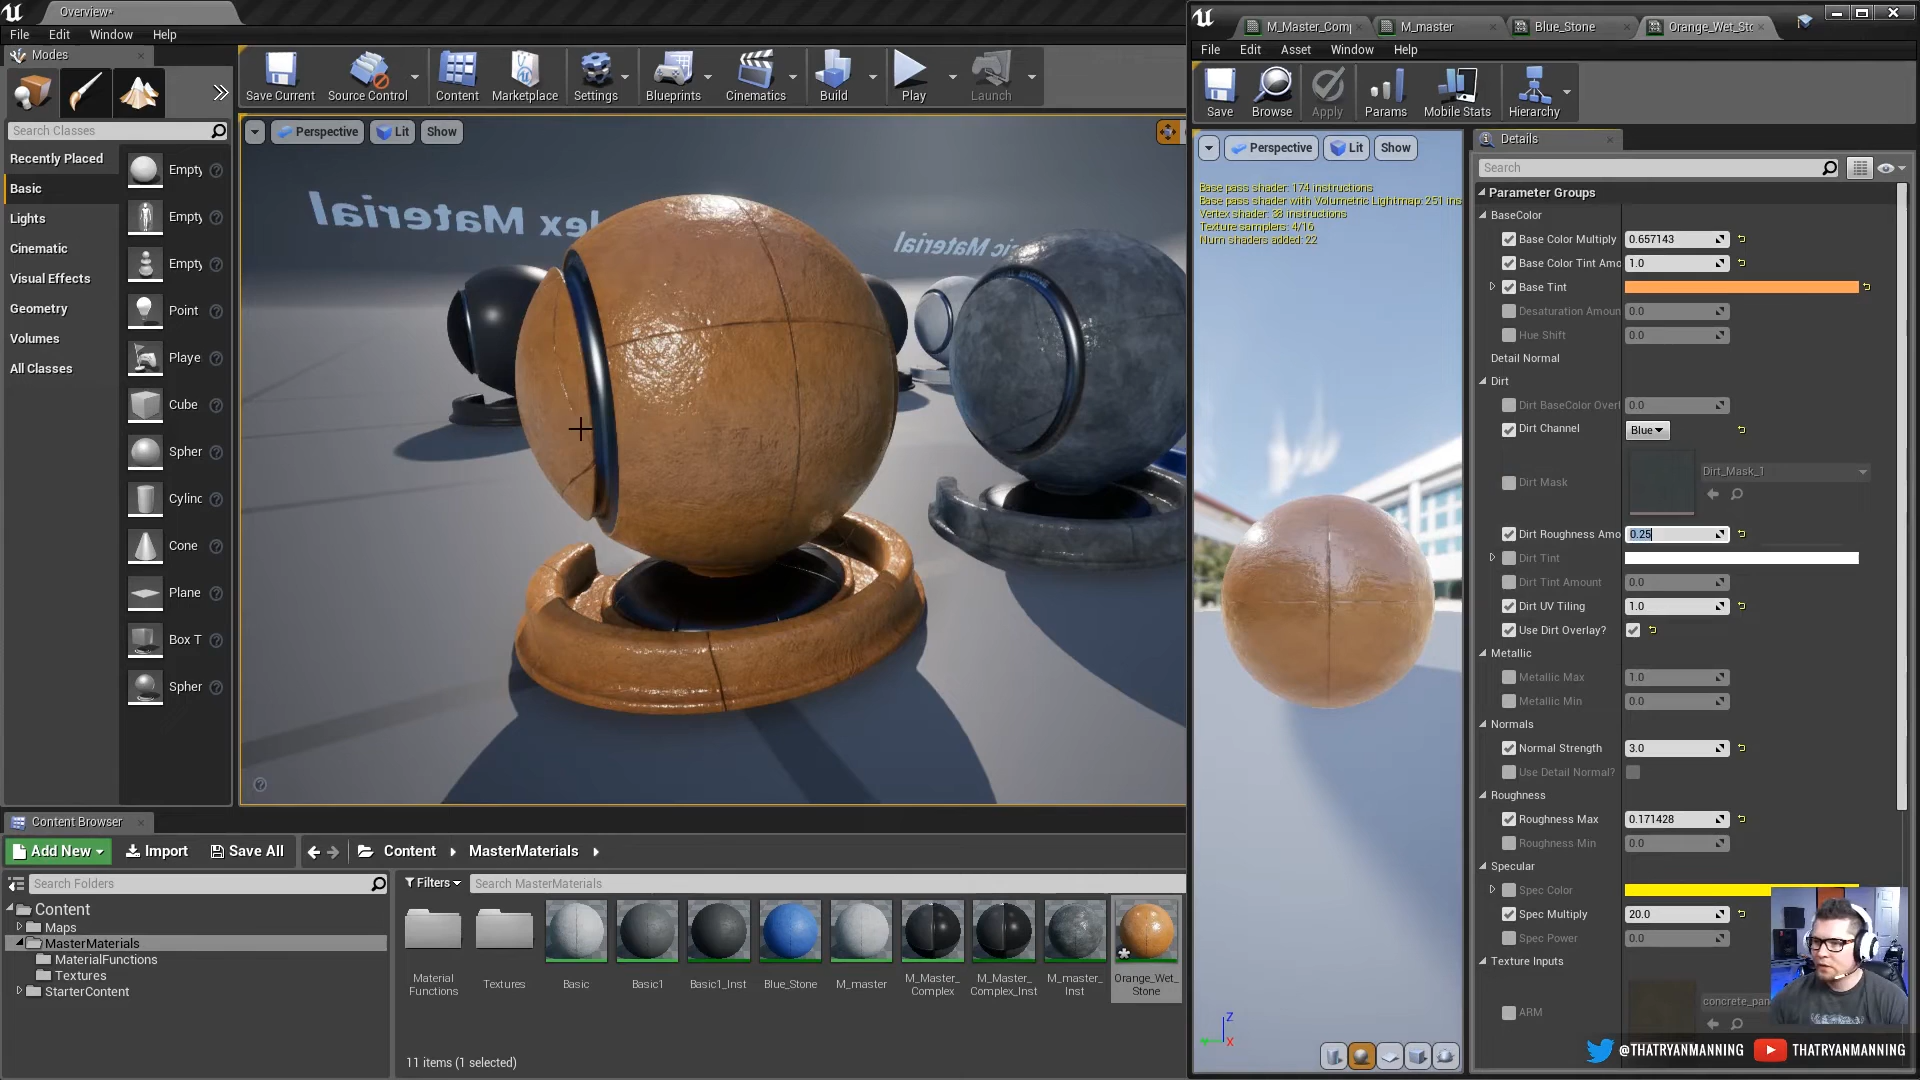 Overview*
File Edit Window Help
Modes
Search Classes
Recently Placed
Basic
Lights
Cinematic
Visual Effects
Geometry
Volumes
All Classes
Empty
Empty
Empty
Point
Playe
Cube
Spher
Cylinc
Cone
Plane
Box T
Spher
Save Current
Source Control
Content
Marketplace
Settings
Blueprints
Cinematics
Build
Play
Launch
Perspective Lit Show
ex Material
ric Material
M_Master_Comp
M_master
Blue_Stone
Orange_Wet_Sto
File Edit Asset Window Help
Save
Browse
Apply
Params
Mobile Stats
Hierarchy
Perspective Lit Show
Base pass shader: 174 instructions
Base pass shader with Volumetric Lightmap: 251 ins
Vertex shader: 38 instructions
Texture samplers: 4/16
Num shaders added: 22
Z
X
Details
Search
Parameter Groups
BaseColor
Base Color Multiply 0.657143
Base Color Tint Amo 1.0
Base Tint
Desaturation Amoun 0.0
Hue Shift 0.0
Detail Normal
Dirt
Dirt BaseColor Overl 0.0
Dirt Channel Blue
Dirt Mask Dirt_Mask_1
Dirt Roughness Amo 0.25
Dirt Tint
Dirt Tint Amount 0.0
Dirt UV Tiling 1.0
Use Dirt Overlay?
Metallic
Metallic Max 1.0
Metallic Min 0.0
Normals
Normal Strength 3.0
Use Detail Normal?
Roughness
Roughness Max 0.171428
Roughness Min 0.0
Specular
Spec Color
Spec Multiply 20.0
Spec Power 0.0
Texture Inputs
ARM concrete_pan
Content Browser
Add New Import Save All Content MasterMaterials
Search Folders
Content
Maps
MasterMaterials
MaterialFunctions
Textures
StarterContent
Filters Search MasterMaterials
Material Functions
Textures
Basic
Basic1
Basic1_Inst
Blue_Stone
M_master
M_Master_Complex
M_Master_Complex_Inst
M_master_Inst
Orange_Wet_Stone
11 items (1 selected)
@THATRYANMANNING THATRYANMANNING